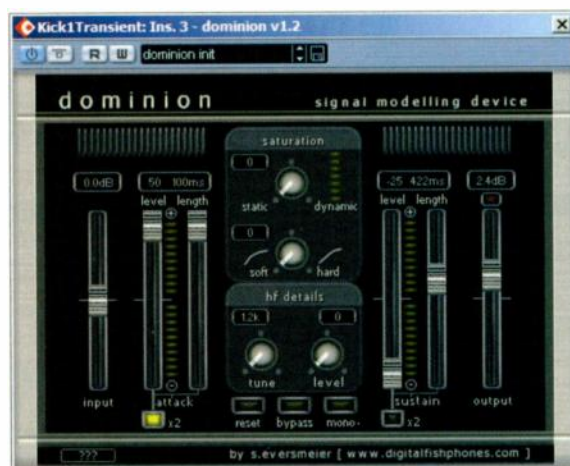 Kick1Transient: Ins. 3 - dominion v1.2
R W dominion init
dominion
signal modelling device
saturation
0.0dB
50 100ms
0
-25 422ms
2.4dB
level length
static dynamic
level length
0
soft hard
hf details
1.2k 0
tune level
input
attack
x2
reset bypass mono-
sustain
x2
output
???
by s.eversmeier [ www.digitalfishphones.com ]